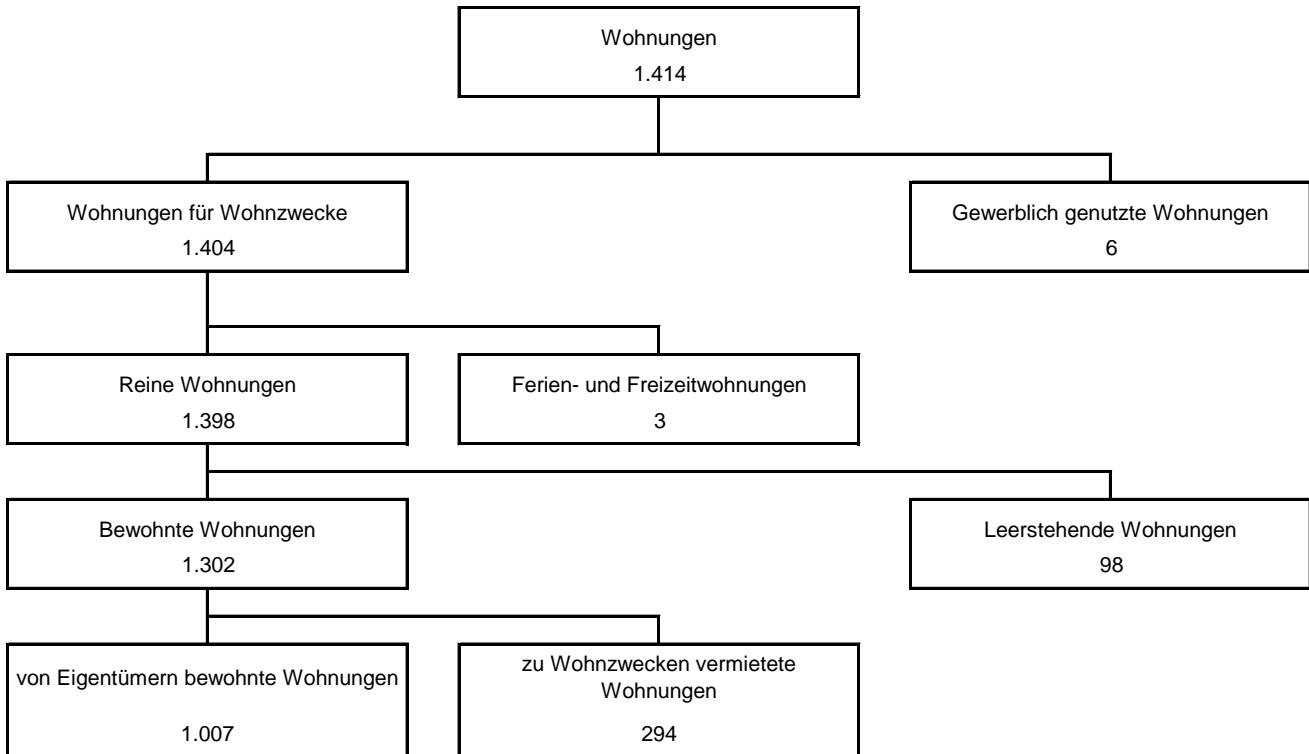 Wohnungen
1.414
Wohnungen für Wohnzwecke
1.404
Gewerblich genutzte Wohnungen
6
Reine Wohnungen
1.398
Ferien- und Freizeitwohnungen
3
Bewohnte Wohnungen
1.302
Leerstehende Wohnungen
98
von Eigentümern bewohnte Wohnungen
1.007
zu Wohnzwecken vermietete
Wohnungen
294